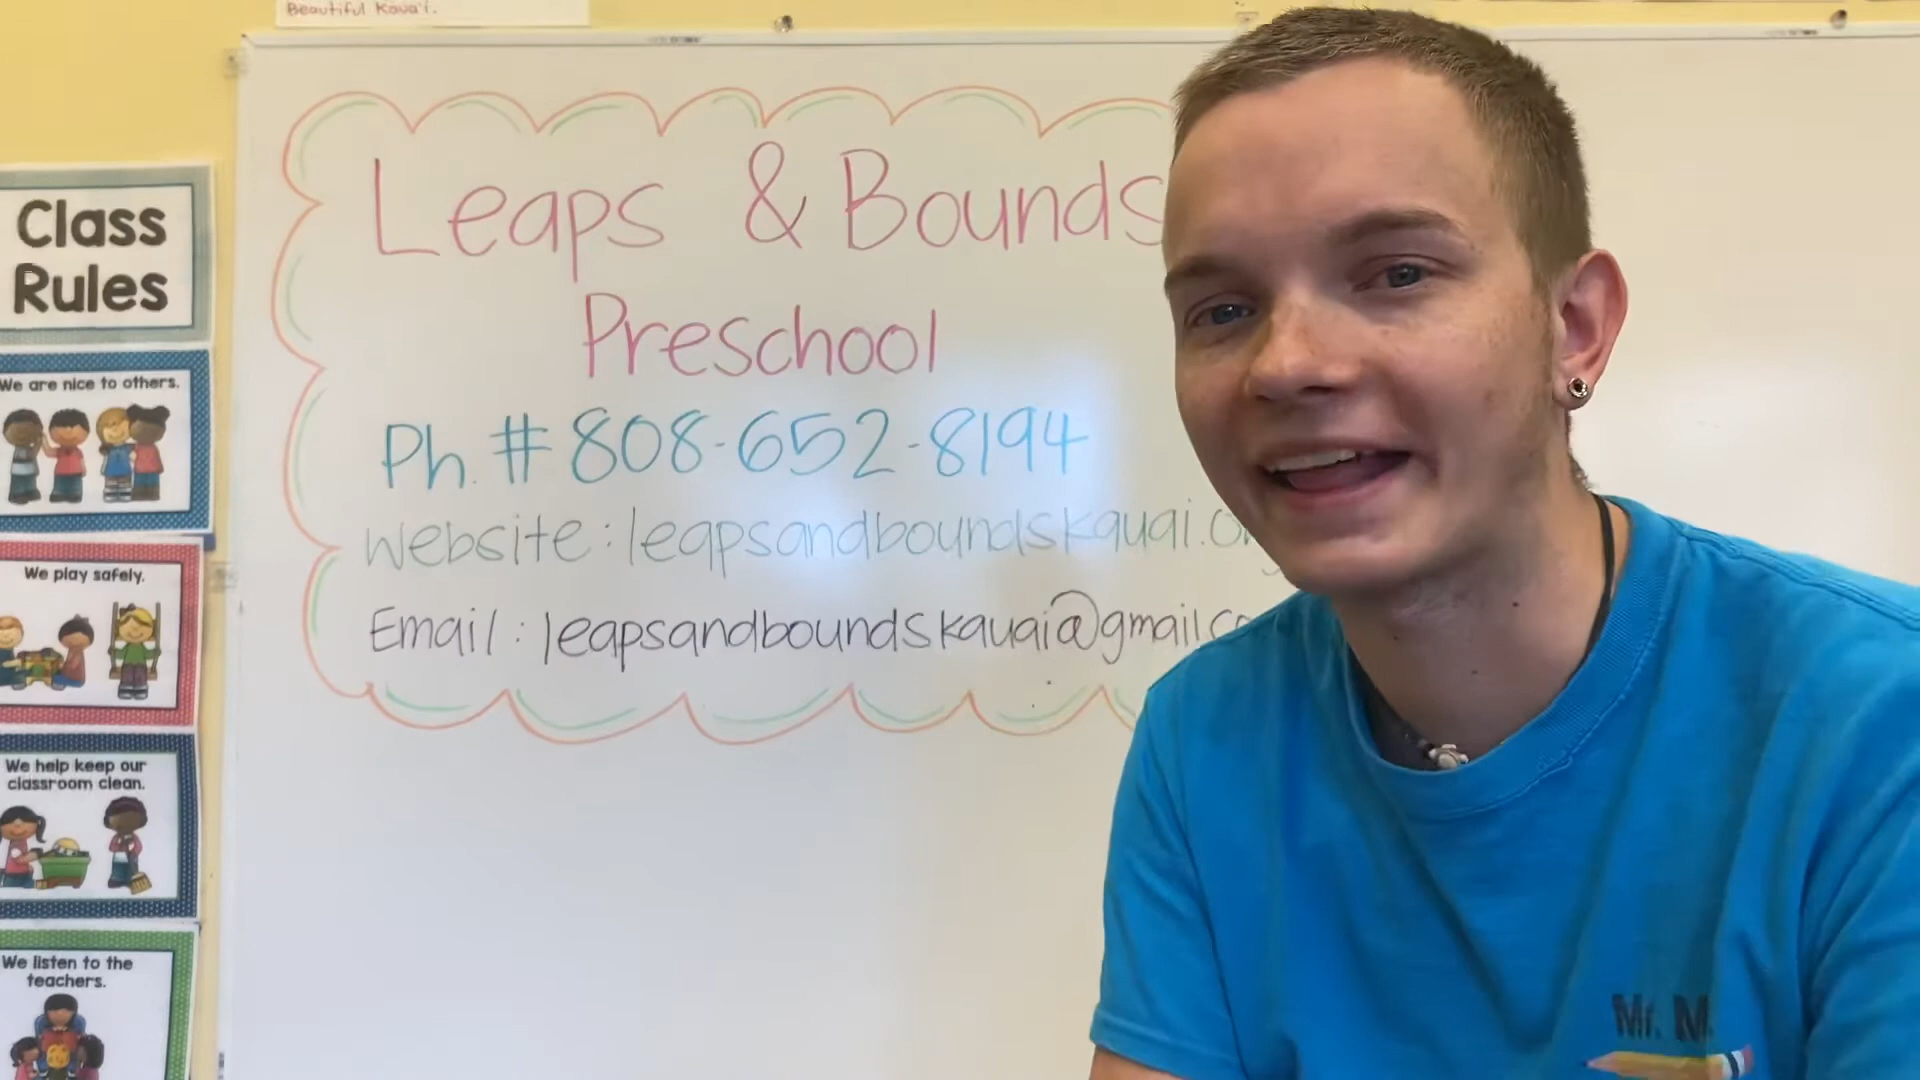 Beautiful Kaua'i.
Leaps & Bounds
Preschool
Ph. # 808-652-8194
Website: leapsandboundskauai.o
Email: leapsandboundskauai@gmail.co
Class
Rules
We are nice to others.
We play safely.
We help keep our
classroom clean.
We listen to the
teachers.
Mr. M.